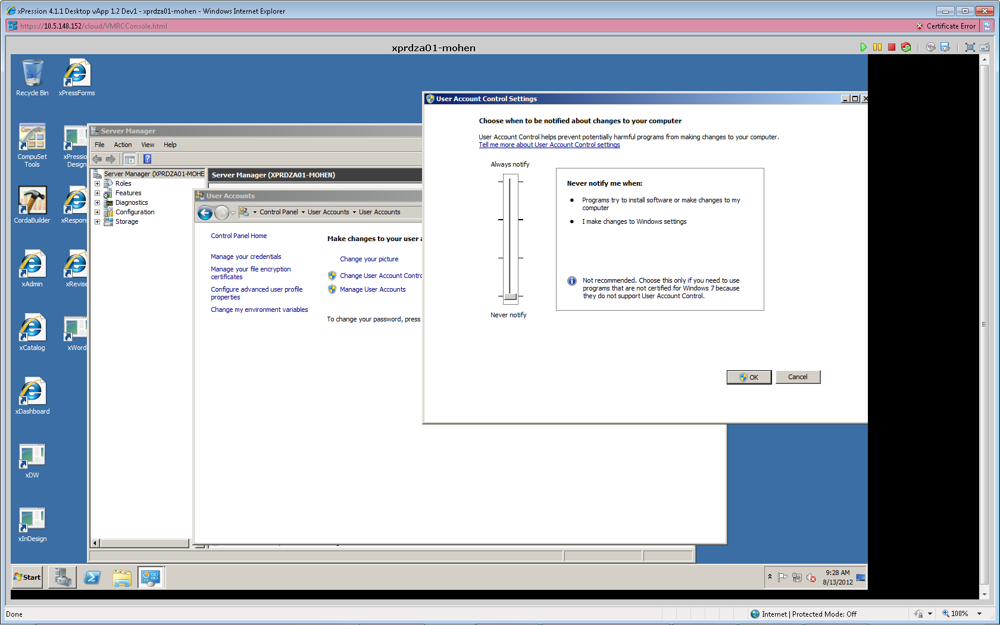 xPression 4.1.1 Desktop vApp 1.2 Dev1 - xprdza01-mohen - Windows Internet Explorer
https://10.5.148.152/cloud/VMRCConsole.html
Certificate Error
xprdza01-mohen
Recycle Bin
xPressForms
CompuSet
Tools
xPressio
Design
CordaBuilder
xRespon
xAdmin
xRevise
xCatalog
xWord
xDashboard
xDW
xInDesign
Server Manager
File Action View Help
Server Manager (XPRDZA01-MOHE
Roles
Features
Diagnostics
Configuration
Storage
Server Manager (XPRDZA01-MOHEN)
User Accounts
Control Panel User Accounts User Accounts
Control Panel Home
Manage your credentials
Manage your file encryption
certificates
Configure advanced user profile
properties
Change my environment variables
Make changes to your user a
Change your picture
Change User Account Contro
Manage User Accounts
To change your password, press
User Account Control Settings
Choose when to be notified about changes to your computer
User Account Control helps prevent potentially harmful programs from making changes to your computer.
Tell me more about User Account Control settings
Always notify
Never notify
Never notify me when:
• Programs try to install software or make changes to my
computer
• I make changes to Windows settings
Not recommended. Choose this only if you need to use
programs that are not certified for Windows 7 because
they do not support User Account Control.
OK
Cancel
Start
9:28 AM
8/13/2012
Done
Internet | Protected Mode: Off
100%